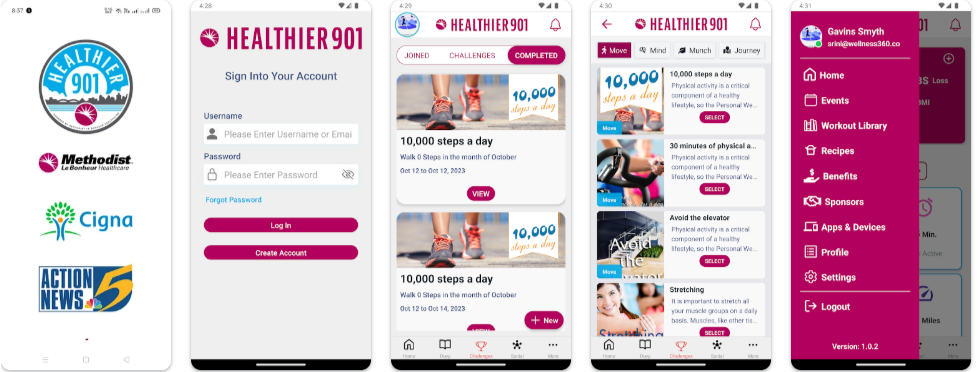 8:37
HEALTHIER
901
Methodist
Le Bonheur Healthcare
Cigna
ACTION
NEWS 5
4:28
HEALTHIER 901
Sign Into Your Account
Username
Please Enter Username or Emai
Password
Please Enter Password
Forgot Password
Log In
Create Account
4:29
HEALTHIER 901
JOINED
CHALLENGES
COMPLETED
10,000
steps a day
10,000 steps a day
Walk 0 Steps in the month of October
Oct 12 to Oct 12, 2023
VIEW
10,000
steps a day
10,000 steps a day
Walk 0 Steps in the month of October
Oct 12 to Oct 14, 2023
VIEW
+ New
Home
Diary
Challenges
Social
More
4:30
HEALTHIER 901
Move
Mind
Munch
Journey
10,000
steps a day
Move
10,000 steps a day
Physical activity is a critical
component of a healthy
lifestyle, so the Personal We...
SELECT
Move
30 minutes of physical a...
Physical activity is a critical
component of a healthy
lifestyle, so the Personal We...
SELECT
Avoid
the
Move
Avoid the elevator
Physical activity is a critical
component of a healthy
lifestyle, so the Personal We...
SELECT
Stretching
Stretching
It is important to stretch all
your muscle groups on a
daily basis. Muscles, like other tis...
SELECT
Home
Diary
Challenges
Social
More
4:31
Gavins Smyth
srini@wellness360.co
Home
Events
Workout Library
Recipes
Benefits
Sponsors
Apps & Devices
Profile
Settings
Logout
Version: 1.0.2
901
Loss
Min.
Active
Miles
More